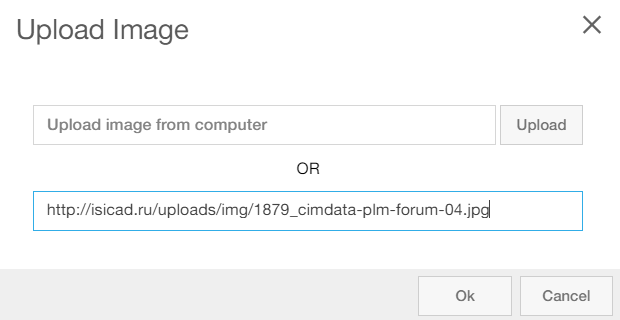 Upload Image
Upload image from computer Upload
OR
http://isicad.ru/uploads/img/1879_cimdata-plm-forum-04.jpg
Ok Cancel